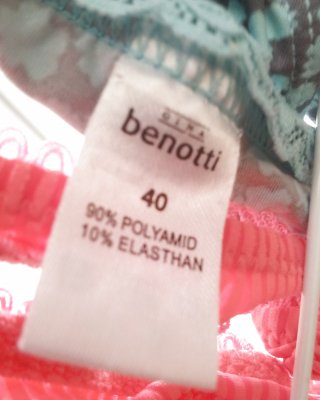 GINA
benotti
40
90% POLYAMID
10% ELASTHAN